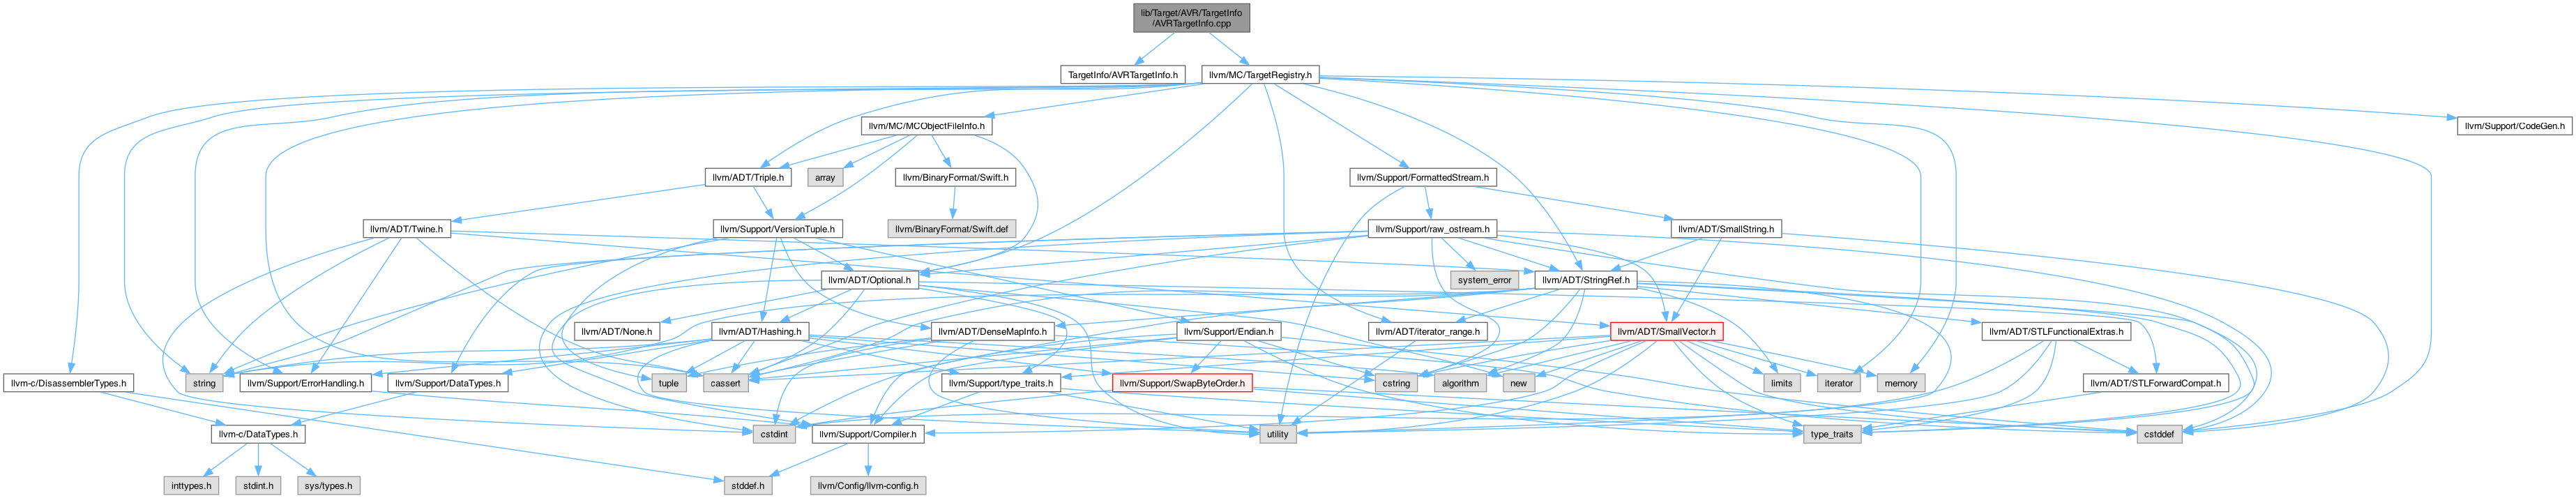 lib/Target/AVR/TargetInfo
/AVRTargetInfo.cpp
TargetInfo/AVRTargetInfo.h
llvm/MC/TargetRegistry.h
llvm/MC/MCObjectFileInfo.h
llvm/Support/CodeGen.h
llvm/ADT/Triple.h
array
llvm/BinaryFormat/Swift.h
llvm/Support/FormattedStream.h
llvm/ADT/Twine.h
llvm/Support/VersionTuple.h
llvm/BinaryFormat/Swift.def
llvm/Support/raw_ostream.h
llvm/ADT/SmallString.h
llvm/ADT/Optional.h
system_error
llvm/ADT/StringRef.h
llvm/ADT/None.h
llvm/ADT/Hashing.h
llvm/ADT/DenseMapInfo.h
llvm/Support/Endian.h
llvm/ADT/iterator_range.h
llvm/ADT/SmallVector.h
llvm/ADT/STLFunctionalExtras.h
llvm-c/DisassemblerTypes.h
string
llvm/Support/ErrorHandling.h
llvm/Support/DataTypes.h
tuple
cassert
llvm/Support/type_traits.h
llvm/Support/SwapByteOrder.h
cstring
algorithm
new
limits
iterator
memory
llvm/ADT/STLForwardCompat.h
llvm-c/DataTypes.h
cstdint
llvm/Support/Compiler.h
utility
type_traits
cstddef
inttypes.h
stdint.h
sys/types.h
stddef.h
llvm/Config/llvm-config.h